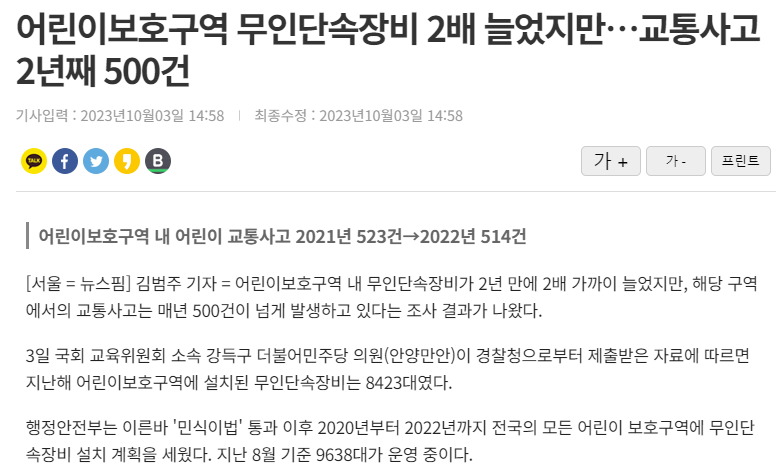 어린이보호구역 무인단속장비 2배 늘었지만…교통사고
2년째 500건
기사입력 : 2023년10월03일 14:58 최종수정 : 2023년10월03일 14:58
TALK f B 가 + 가 - 프린트
어린이보호구역 내 어린이 교통사고 2021년 523건→2022년 514건
[서울 = 뉴스핌] 김범주 기자 = 어린이보호구역 내 무인단속장비가 2년 만에 2배 가까이 늘었지만, 해당 구역
에서의 교통사고는 매년 500건이 넘게 발생하고 있다는 조사 결과가 나왔다.
3일 국회 교육위원회 소속 강득구 더불어민주당 의원(안양만안)이 경찰청으로부터 제출받은 자료에 따르면
지난해 어린이보호구역에 설치된 무인단속장비는 8423대였다.
행정안전부는 이른바 '민식이법' 통과 이후 2020년부터 2022년까지 전국의 모든 어린이 보호구역에 무인단
속장비 설치 계획을 세웠다. 지난 8월 기준 9638대가 운영 중이다.